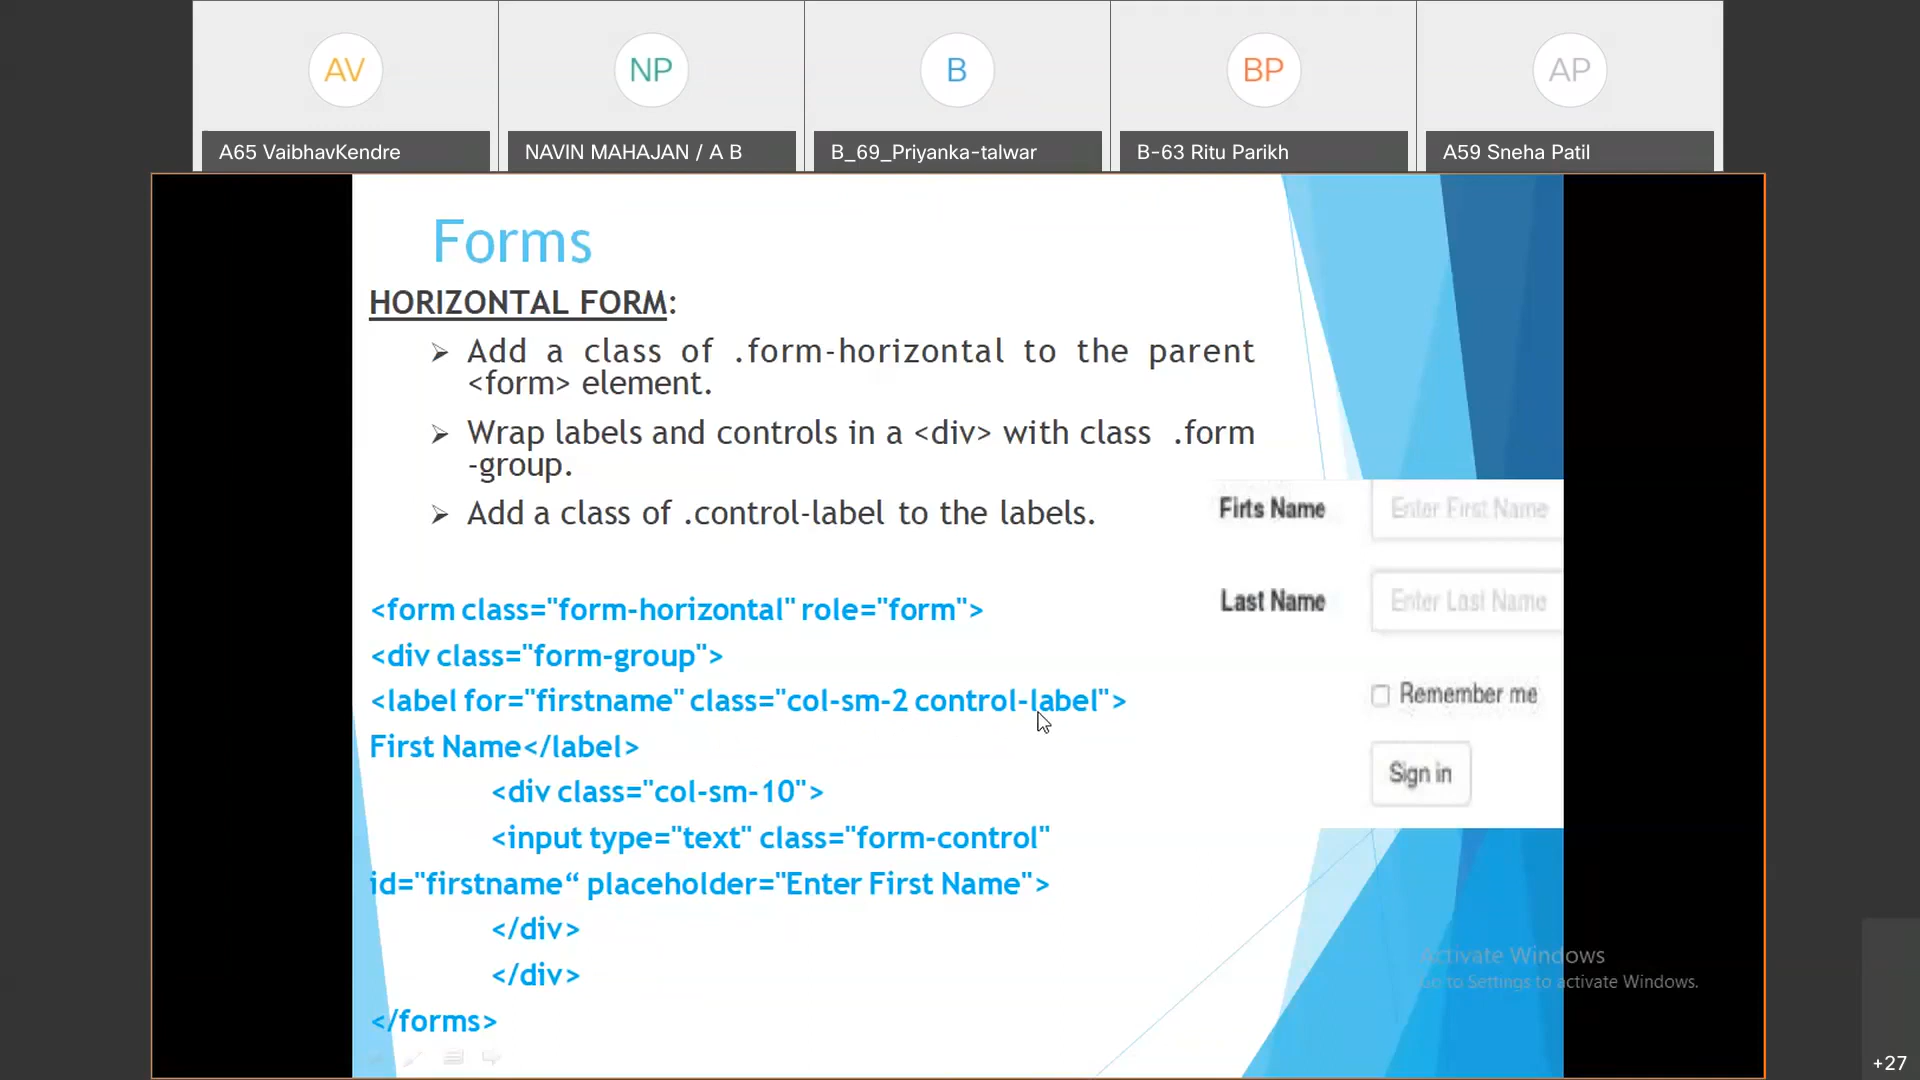 AV
NP
B
BP
AP
A65 VaibhavKendre
NAVIN MAHAJAN / A B
B_69_Priyanka-talwar
B-63 Ritu Parikh
A59 Sneha Patil
Forms
HORIZONTAL FORM:
➢ Add a class of .form-horizontal to the parent
<form> element.
➢ Wrap labels and controls in a <div> with class .form
-group.
➢ Add a class of .control-label to the labels.
Firts Name
Enter First Name
Last Name
Enter Last Name
Remember me
Sign in
<form class="form-horizontal" role="form">
<div class="form-group">
<label for="firstname" class="col-sm-2 control-label">
First Name</label>
<div class="col-sm-10">
<input type="text" class="form-control"
id="firstname“ placeholder="Enter First Name">
</div>
</div>
</forms>
Activate Windows
Go to Settings to activate Windows.
+27